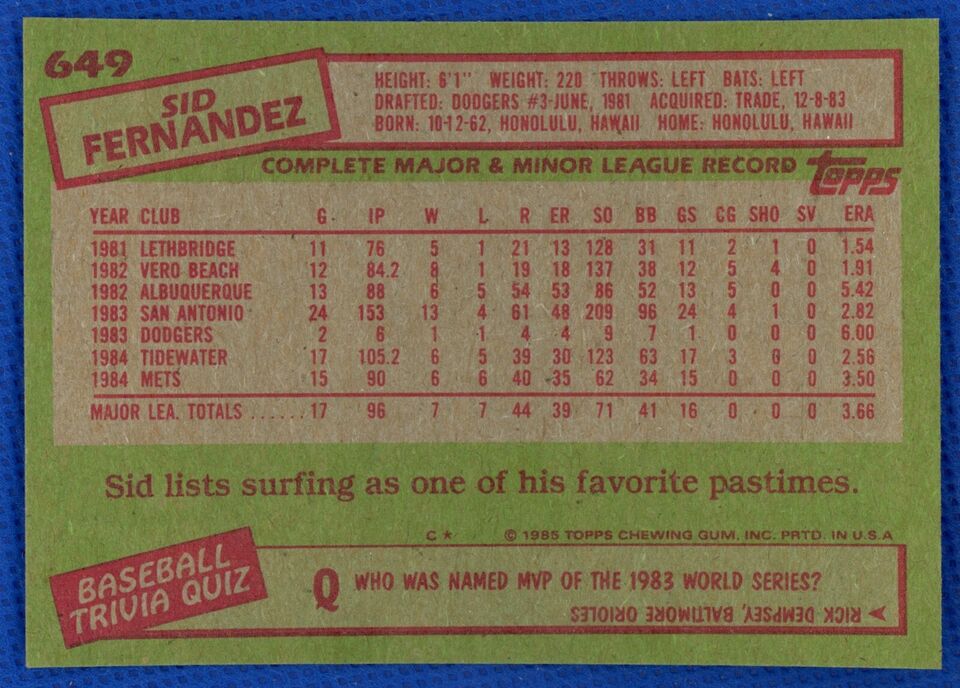 649
SID
FERNANDEZ
HEIGHT: 6'1" WEIGHT: 220 THROWS: LEFT BATS: LEFT
DRAFTED: DODGERS #3-JUNE, 1981 ACQUIRED: TRADE, 12-8-83
BORN: 10-12-62, HONOLULU, HAWAII HOME: HONOLULU, HAWAII
COMPLETE MAJOR & MINOR LEAGUE RECORD
Topps
YEAR CLUB G IP W L R ER SO BB GS CG SHO SV ERA
1981 LETHBRIDGE 11 76 5 1 21 13 128 31 11 2 1 0 1.54
1982 VERO BEACH 12 84.2 8 1 19 18 137 38 12 5 4 0 1.91
1982 ALBUQUERQUE 13 88 6 5 54 53 86 52 13 5 0 0 5.42
1983 SAN ANTONIO 24 153 13 4 61 48 209 96 24 4 1 0 2.82
1983 DODGERS 2 6 1 1 4 4 9 7 1 0 0 0 6.00
1984 TIDEWATER 17 105.2 6 5 39 30 123 63 17 3 0 0 2.56
1984 METS 15 90 6 6 40 35 62 34 15 0 0 0 3.50
MAJOR LEA. TOTALS ...... 17 96 7 7 44 39 71 41 16 0 0 0 3.66
Sid lists surfing as one of his favorite pastimes.
C* © 1985 TOPPS CHEWING GUM, INC. PRTD. IN U.S.A
BASEBALL
TRIVIA QUIZ
Q WHO WAS NAMED MVP OF THE 1983 WORLD SERIES?
RICK DEMPSEY, BALTIMORE ORIOLES